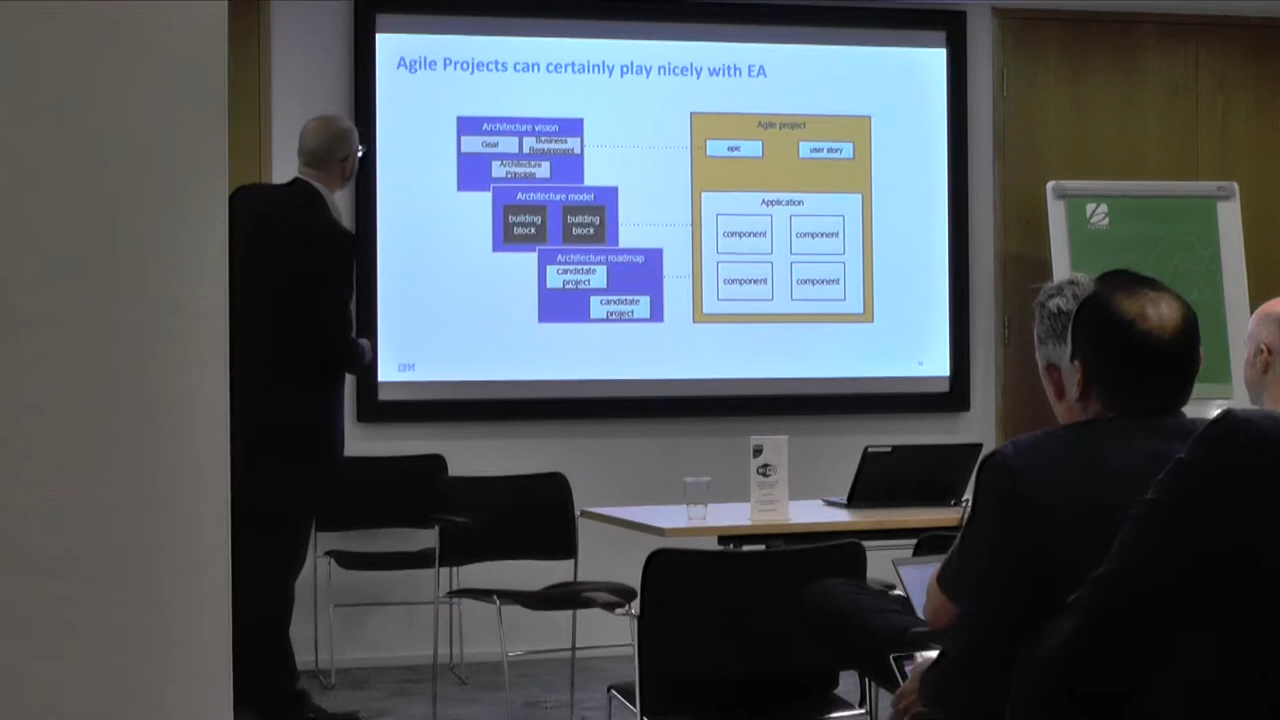 Agile Projects can certainly play nicely with EA
Architecture vision
Goal
Business
Requirement
Architecture
Principle
Architecture model
building
block
building
block
Architecture roadmap
candidate
project
candidate
project
Agile project
epic
user story
Application
component
component
component
component
IBM